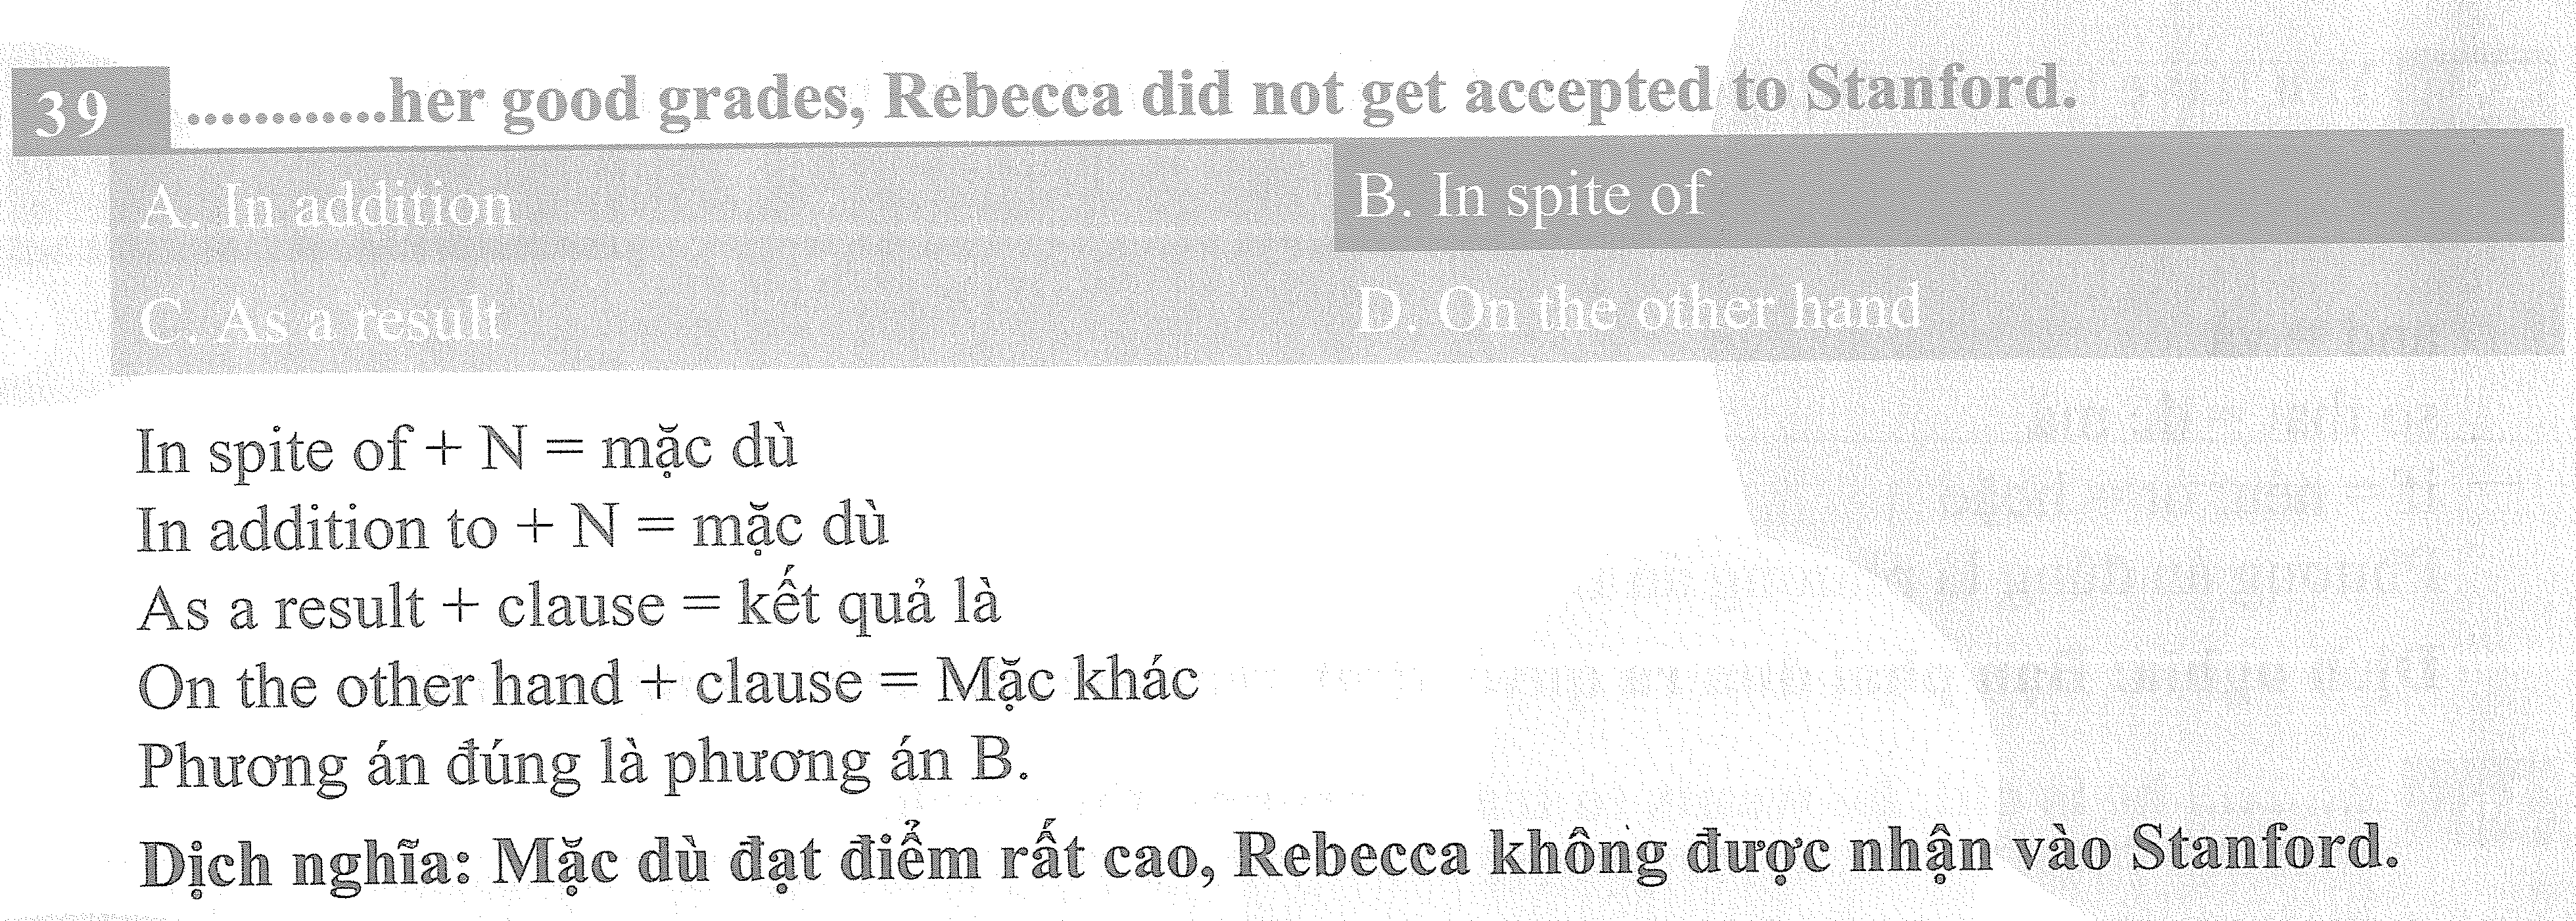 39 ............her good grades, Rebecca did not get accepted to Stanford.
A. In addition
B. In spite of
C. As a result
D. On the other hand
In spite of + N = mặc dù
In addition to + N = mặc dù
As a result + clause = kết quả là
On the other hand + clause = Mặc khác
Phương án đúng là phương án B.
Dịch nghĩa: Mặc dù đạt điểm rất cao, Rebecca không được nhận vào Stanford.